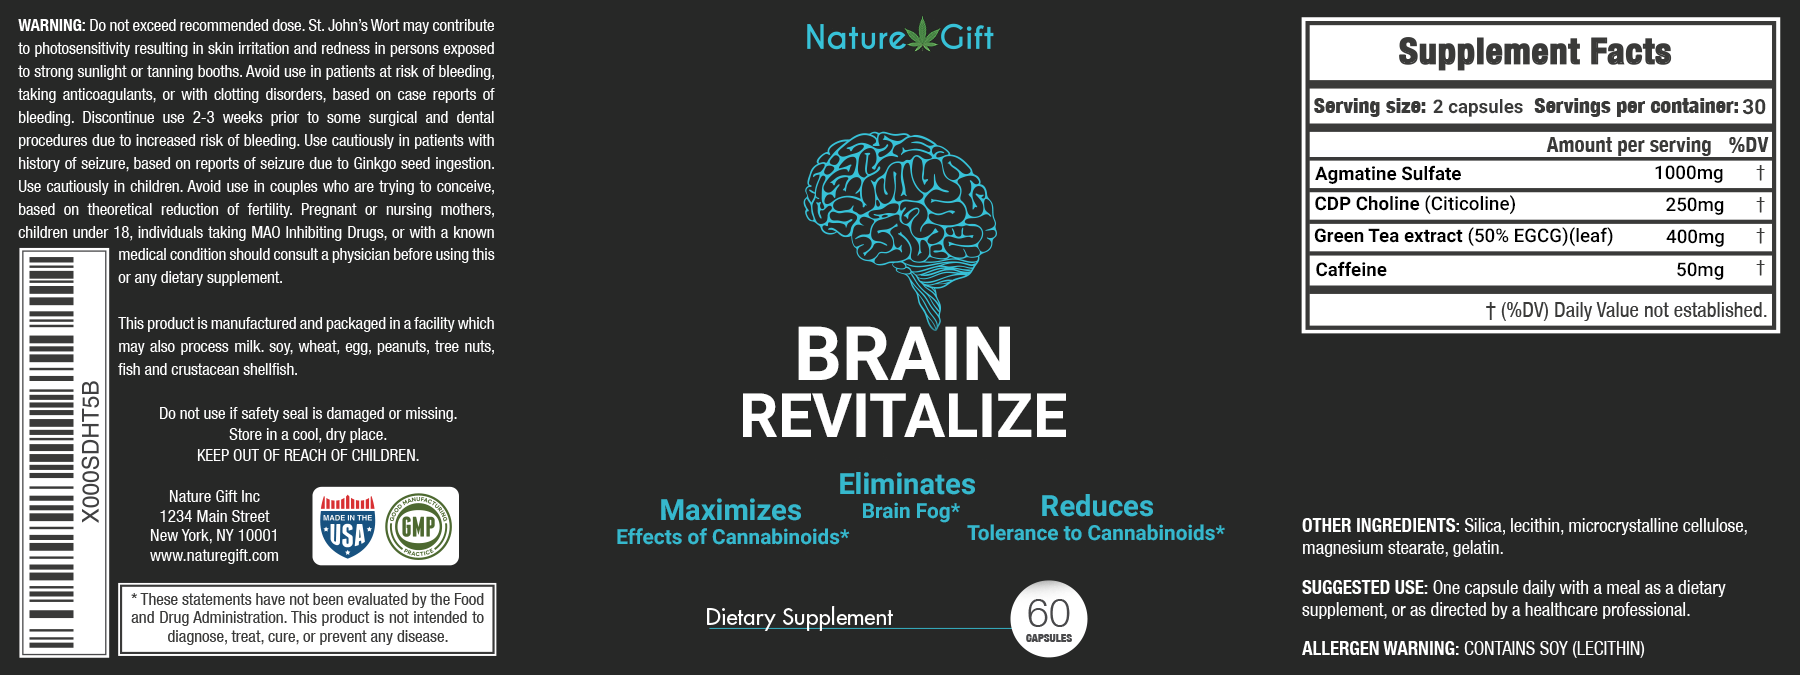 WARNING: Do not exceed recommended dose. St. John's Wort may contribute
to photosensitivity resulting in skin irritation and redness in persons exposed
to strong sunlight or tanning booths. Avoid use in patients at risk of bleeding,
taking anticoagulants, or with clotting disorders, based on case reports of
bleeding. Discontinue use 2-3 weeks prior to some surgical and dental
procedures due to increased risk of bleeding. Use cautiously in patients with
history of seizure, based on reports of seizure due to Ginkgo seed ingestion.
Use cautiously in children. Avoid use in couples who are trying to conceive,
based on theoretical reduction of fertility. Pregnant or nursing mothers,
children under 18, individuals taking MAO Inhibiting Drugs, or with a known
medical condition should consult a physician before using this
or any dietary supplement.
This product is manufactured and packaged in a facility which
may also process milk. soy, wheat, egg, peanuts, tree nuts,
fish and crustacean shellfish.
Do not use if safety seal is damaged or missing.
Store in a cool, dry place.
KEEP OUT OF REACH OF CHILDREN.
X000SDHT5B
Nature Gift Inc
1234 Main Street
New York, NY 10001
www.naturegift.com
MADE IN THE
USA
GOOD MANUFACTURING
GMP
PRACTICE
* These statements have not been evaluated by the Food
and Drug Administration. This product is not intended to
diagnose, treat, cure, or prevent any disease.
Nature Gift
BRAIN
REVITALIZE
Maximizes
Effects of Cannabinoids*
Eliminates
Brain Fog*
Reduces
Tolerance to Cannabinoids*
Dietary Supplement
60
CAPSULES
Supplement Facts
Serving size: 2 capsules Servings per container: 30
Amount per serving %DV
Agmatine Sulfate 1000mg †
CDP Choline (Citicoline) 250mg †
Green Tea extract (50% EGCG)(leaf) 400mg †
Caffeine 50mg †
† (%DV) Daily Value not established.
OTHER INGREDIENTS: Silica, lecithin, microcrystalline cellulose,
magnesium stearate, gelatin.
SUGGESTED USE: One capsule daily with a meal as a dietary
supplement, or as directed by a healthcare professional.
ALLERGEN WARNING: CONTAINS SOY (LECITHIN)